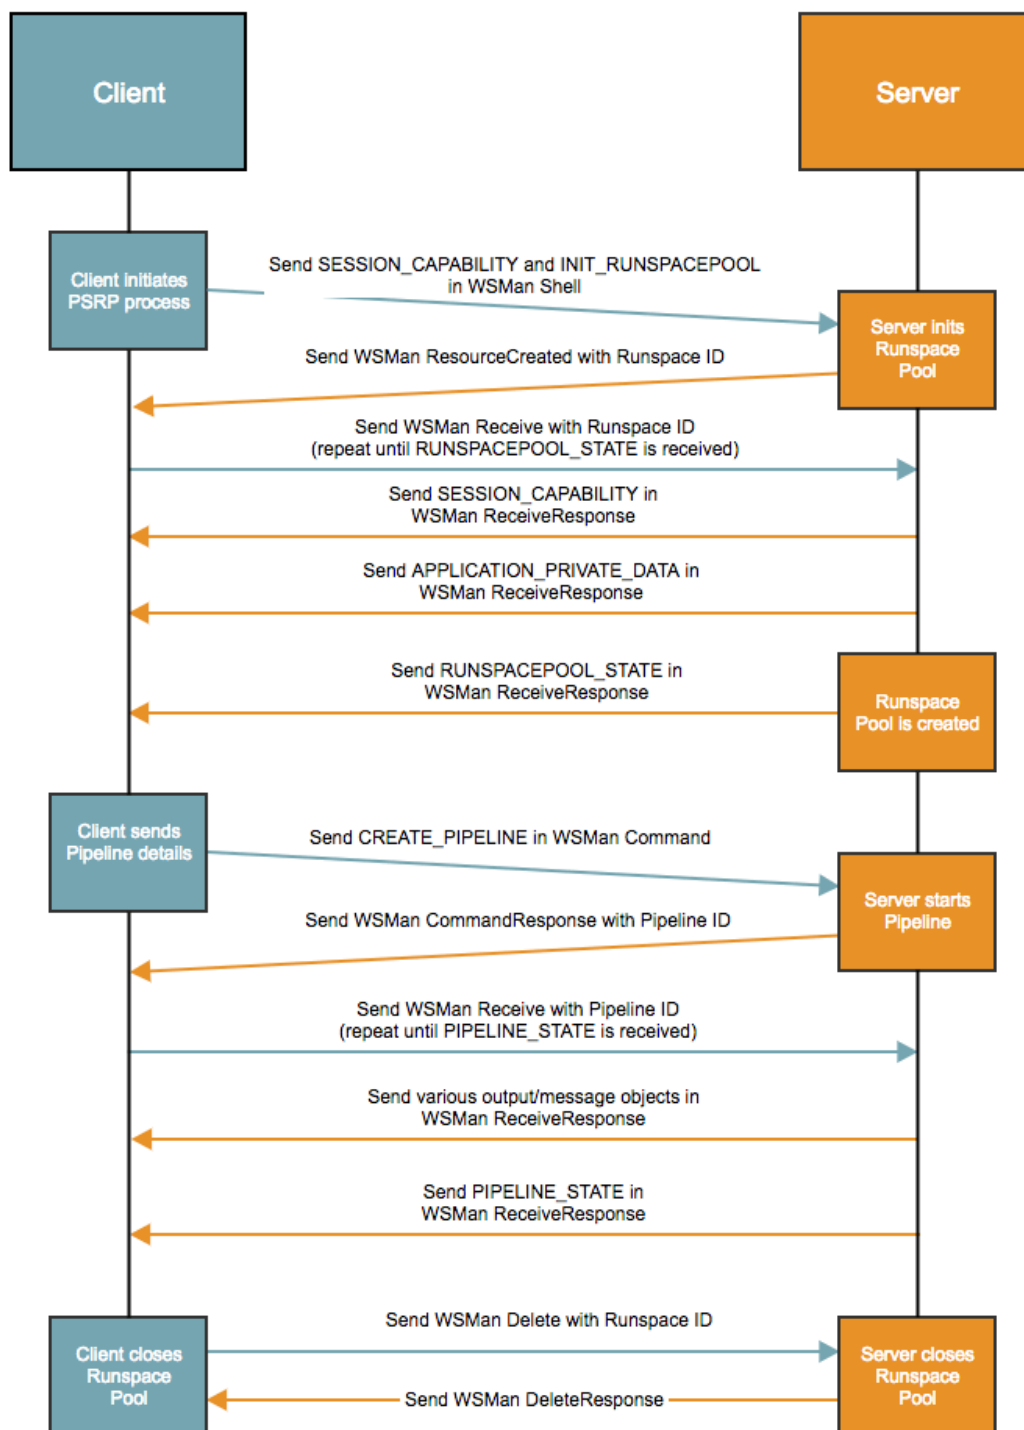 Client
Server
Client initiates
PSRP process
Send SESSION_CAPABILITY and INIT_RUNSPACEPOOL
in WSMan Shell
Server inits
Runspace
Pool
Send WSMan ResourceCreated with Runspace ID
Send WSMan Receive with Runspace ID
(repeat until RUNSPACEPOOL_STATE is received)
Send SESSION_CAPABILITY in
WSMan ReceiveResponse
Send APPLICATION_PRIVATE_DATA in
WSMan ReceiveResponse
Send RUNSPACEPOOL_STATE in
WSMan ReceiveResponse
Runspace
Pool is created
Client sends
Pipeline details
Send CREATE_PIPELINE in WSMan Command
Server starts
Pipeline
Send WSMan CommandResponse with Pipeline ID
Send WSMan Receive with Pipeline ID
(repeat until PIPELINE_STATE is received)
Send various output/message objects in
WSMan ReceiveResponse
Send PIPELINE_STATE in
WSMan ReceiveResponse
Client closes
Runspace
Pool
Send WSMan Delete with Runspace ID
Server closes
Runspace
Pool
Send WSMan DeleteResponse